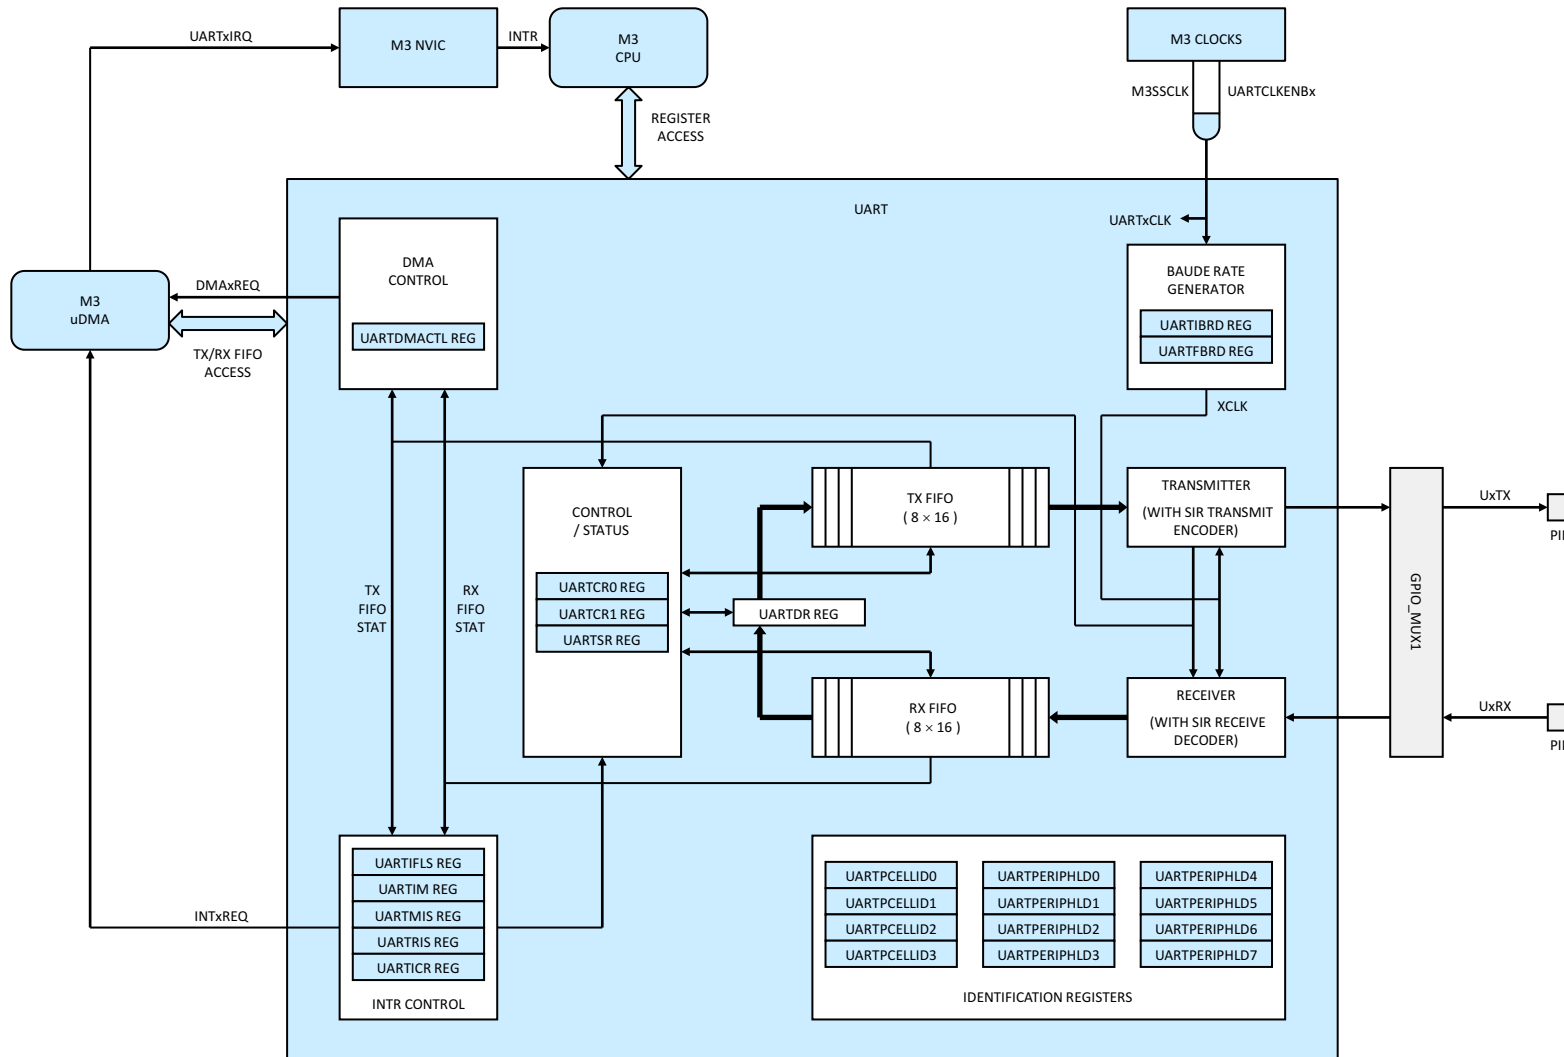 UARTxIRQ
M3 NVIC
INTR
M3
CPU
M3 CLOCKS
M3SSCLK
UARTCLKENBx
REGISTER
ACCESS
UART
UARTxCLK
DMA
CONTROL
UARTDMACTL REG
BAUDE RATE
GENERATOR
UARTIBRD REG
UARTFBRD REG
XCLK
M3
uDMA
DMAxREQ
TX/RX FIFO
ACCESS
CONTROL
/ STATUS
UARTCR0 REG
UARTCR1 REG
UARTSR REG
TX FIFO
( 8 × 16 )
TRANSMITTER
(WITH SIR TRANSMIT
ENCODER)
UxTX
PI
TX
FIFO
STAT
RX
FIFO
STAT
UARTDR REG
GPIO_MUX1
RX FIFO
( 8 × 16 )
RECEIVER
(WITH SIR RECEIVE
DECODER)
UxRX
PI
INTxREQ
UARTIFLS REG
UARTIM REG
UARTMIS REG
UARTRIS REG
UARTICR REG
INTR CONTROL
UARTPCELLID0
UARTPCELLID1
UARTPCELLID2
UARTPCELLID3
UARTPERIPHLD0
UARTPERIPHLD1
UARTPERIPHLD2
UARTPERIPHLD3
UARTPERIPHLD4
UARTPERIPHLD5
UARTPERIPHLD6
UARTPERIPHLD7
IDENTIFICATION REGISTERS